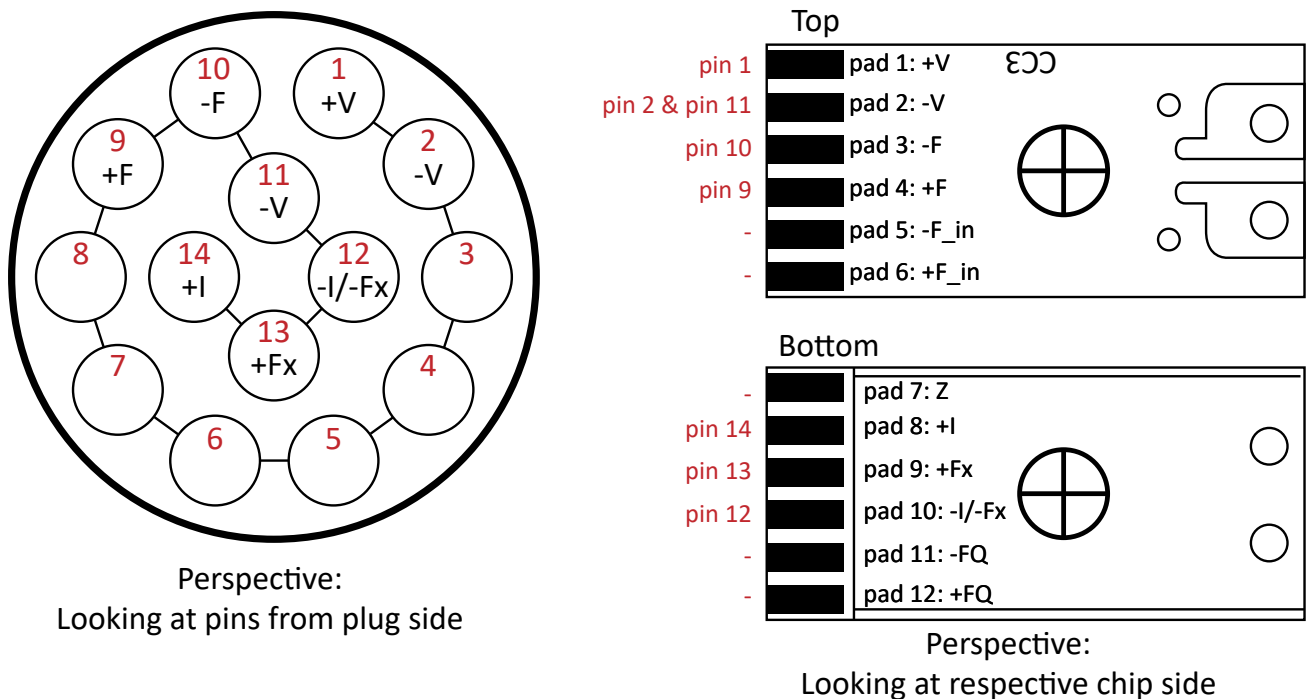 10
-F
1
+V
9
+F
2
-V
11
-V
8
14
+I
12
-I/-Fx
3
13
+Fx
7
4
6
5
Perspective:
Looking at pins from plug side
Top
pin 1 pad 1: +V ƐƆƆ
pin 2 & pin 11 pad 2: -V
pin 10 pad 3: -F
pin 9 pad 4: +F
- pad 5: -F_in
- pad 6: +F_in
Bottom
- pad 7: Z
pin 14 pad 8: +I
pin 13 pad 9: +Fx
pin 12 pad 10: -I/-Fx
- pad 11: -FQ
- pad 12: +FQ
Perspective:
Looking at respective chip side